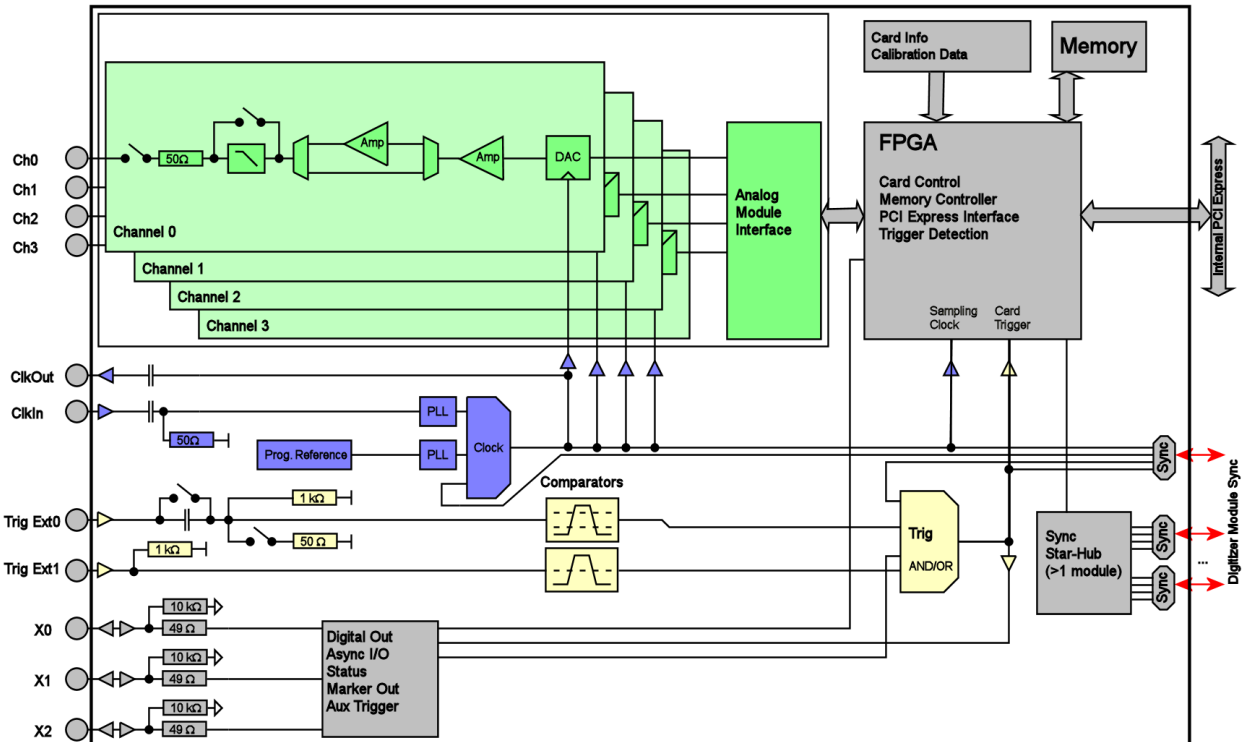 Card Info
Calibration Data
Memory
Ch0
Ch1
Ch2
Ch3
50Ω
Amp
Amp
DAC
Channel 0
Channel 1
Channel 2
Channel 3
Analog
Module
Interface
FPGA
Card Control
Memory Controller
PCI Express Interface
Trigger Detection
Sampling
Clock
Card
Trigger
Internal PCI Express
ClkOut
ClkIn
50Ω
Prog. Reference
PLL
PLL
Clock
Sync
Comparators
Trig Ext0
1 kΩ
50 Ω
Trig Ext1
1 kΩ
Trig
AND/OR
Sync
Star-Hub
(>1 module)
Sync
...
Sync
Digitizer Module Sync
X0
10 kΩ
49 Ω
X1
10 kΩ
49 Ω
X2
10 kΩ
49 Ω
Digital Out
Async I/O
Status
Marker Out
Aux Trigger